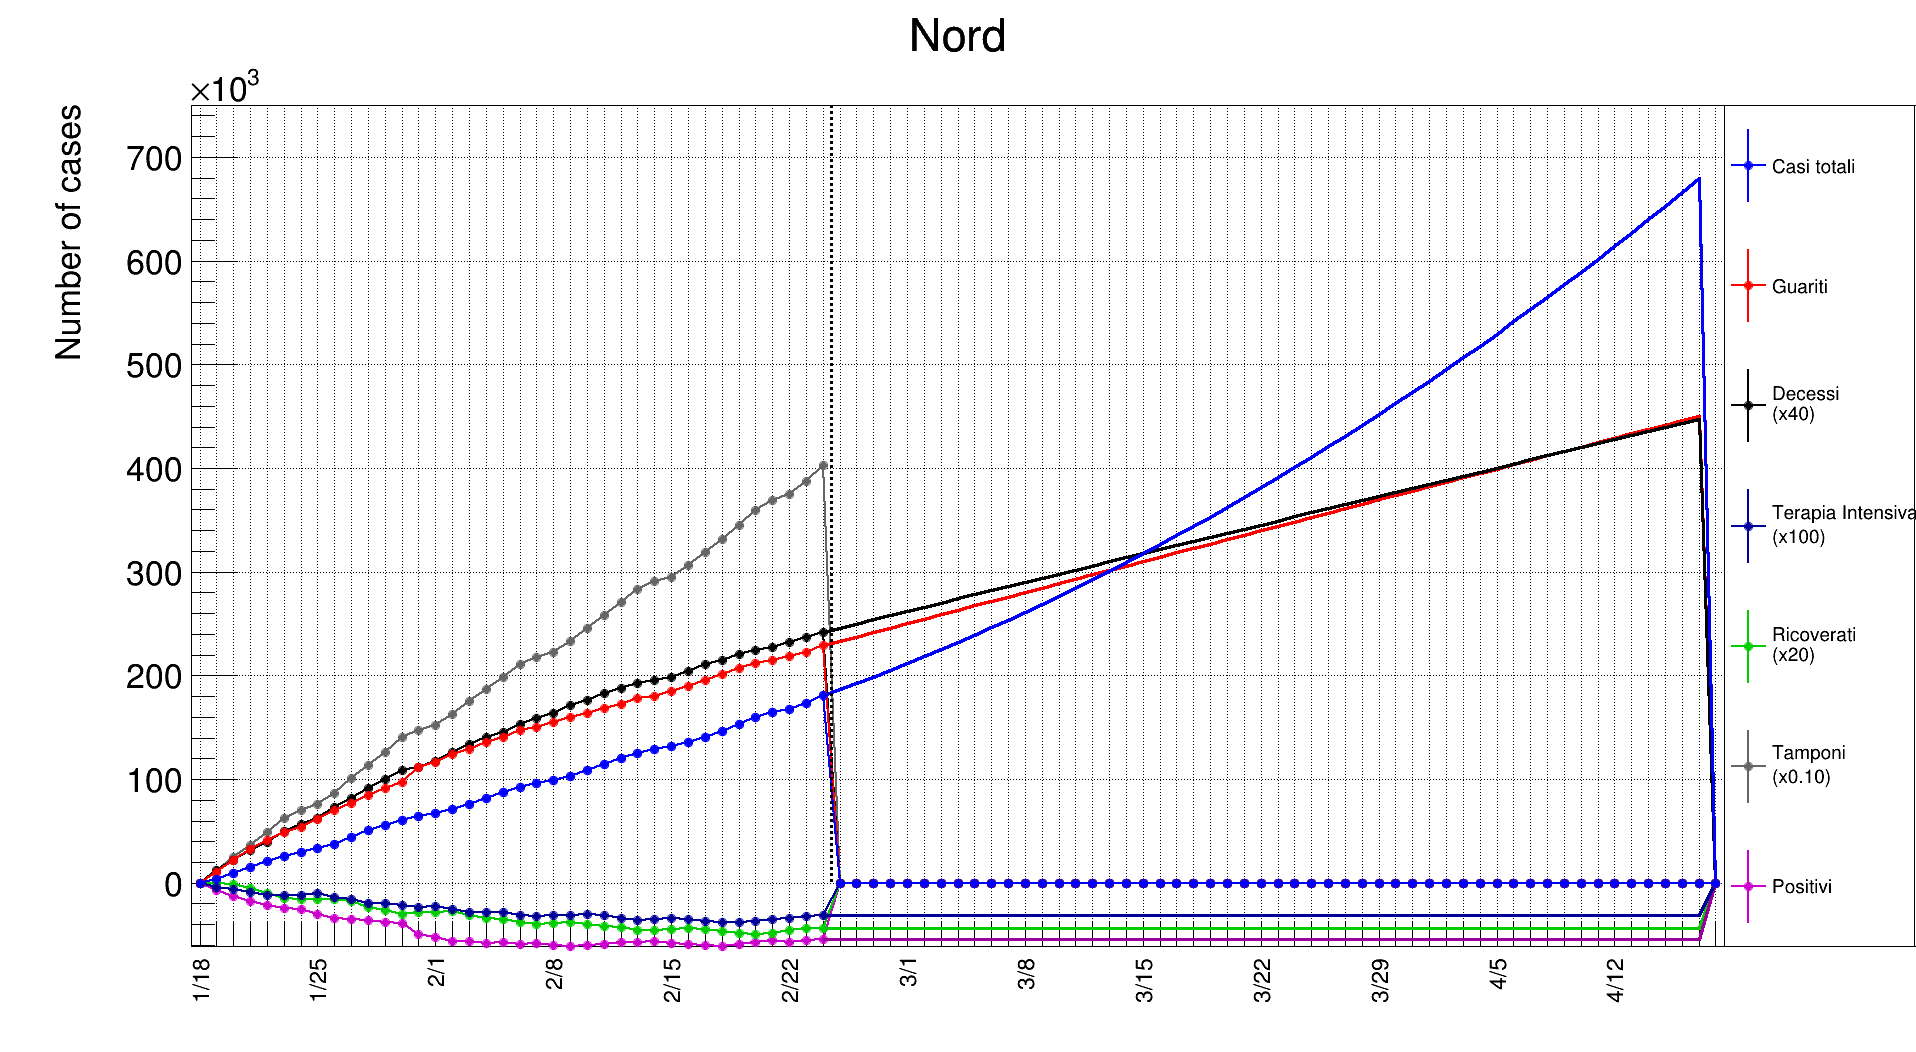 Nord
×10³
Number of cases
700
600
500
400
300
200
100
0
1/18
1/25
2/1
2/8
2/15
2/22
3/1
3/8
3/15
3/22
3/29
4/5
4/12
Casi totali
Guariti
Decessi
(x40)
Terapia Intensiva
(x100)
Ricoverati
(x20)
Tamponi
(x0.10)
Positivi